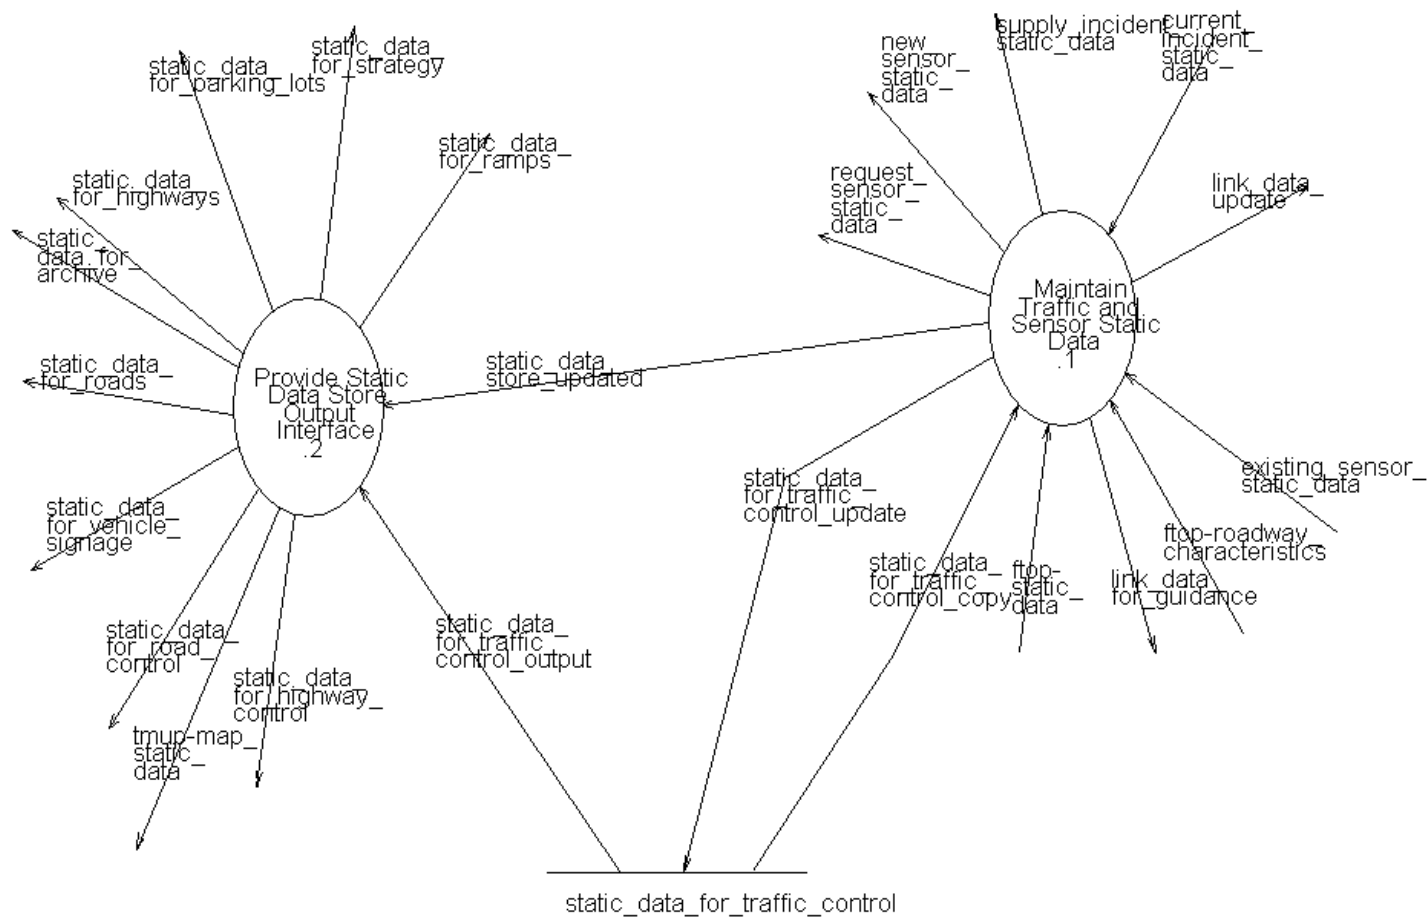 static_data_
for_parking_lots
static_data_
for_strategy
static_data_
for_ramps
static_data_
for_highways
static_
data_for_
archive
static_data_
for_roads
Provide Static
Data Store
Output
Interface
.2
static_data_
for_vehicle_
signage
static_data_
for_road_
control
tmup-map_
static_
data
static_data_
for_highway_
control
static_data_
for_traffic_
control_output
static_data_
store_updated
new_
sensor_
static_
data
supply_incident_
static_data
current_
incident_
static_
data
request_
sensor_
static_
data
link_data_
update
Maintain
Traffic and
Sensor Static
Data
.1
static_data_
for_traffic_
control_update
static_data_
for_traffic_
control_copy
ftop-
static_
data
link_data_
for_guidance
ftop-roadway_
characteristics
existing_sensor_
static_data
static_data_for_traffic_control